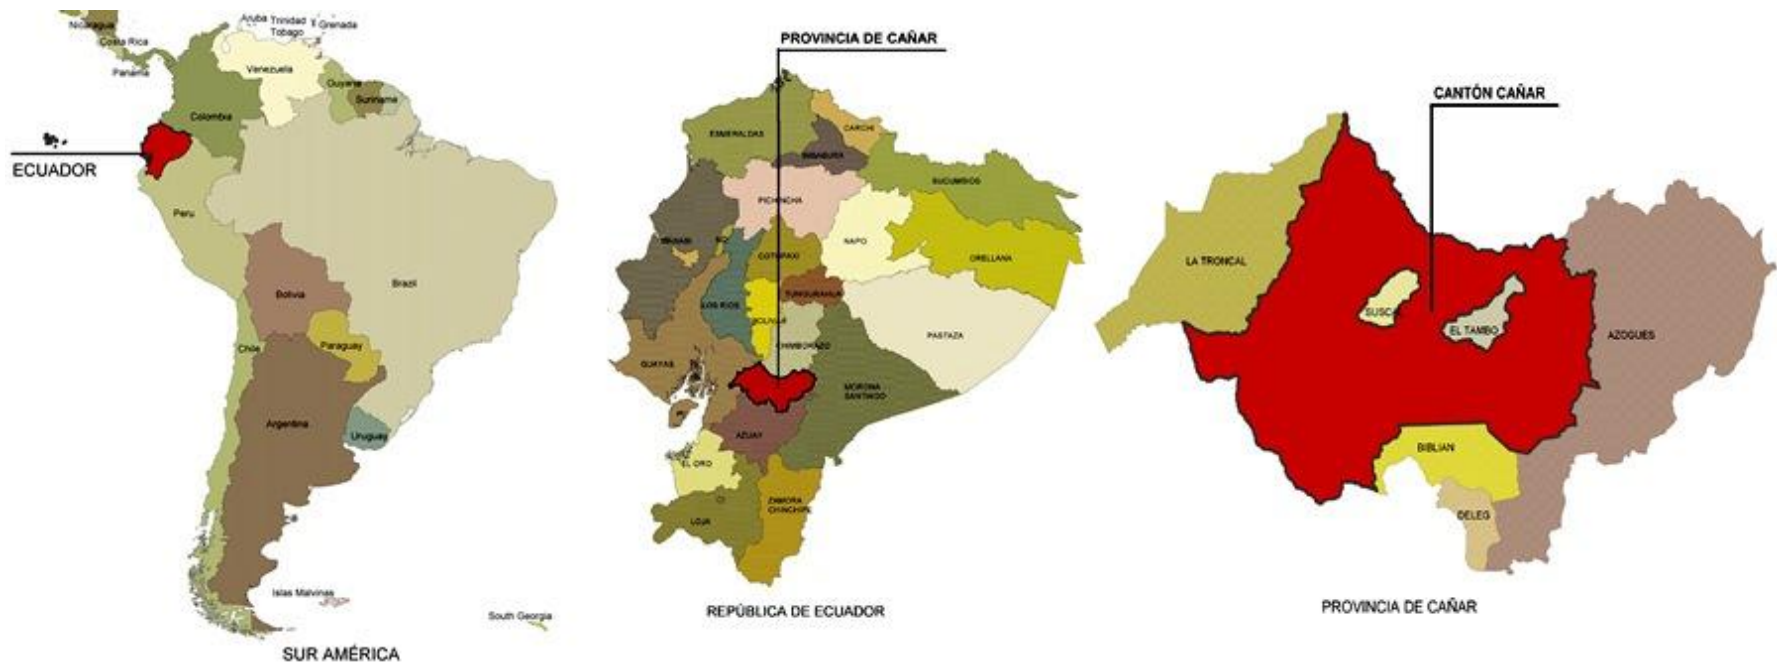 Nicaragua
Aruba Trinidad
Tobago
Grenada
Costa Rica
Panama
Venezuela
Guyana
Suriname
Colombia
ECUADOR
Peru
Brazil
Bolivia
Paraguay
Chile
Argentina
Uruguay
Islas Malvinas
South Georgia
SUR AMÉRICA
PROVINCIA DE CAÑAR
ESMERALDAS
CARCHI
IMBABURA
SUCUMBIOS
PICHINCHA
MANABI
NAPO
COTOPAXI
ORELLANA
LOS RIOS
TUNGURAHUA
BOLIVAR
PASTAZA
CHIMBORAZO
GUAYAS
MORONA
SANTIAGO
AZUAY
EL ORO
ZAMORA
CHINCHIPE
LOJA
REPÚBLICA DE ECUADOR
CANTÓN CAÑAR
LA TRONCAL
SUSCA
EL TAMBO
AZOGUES
BIBLIAN
DELEG
PROVINCIA DE CAÑAR